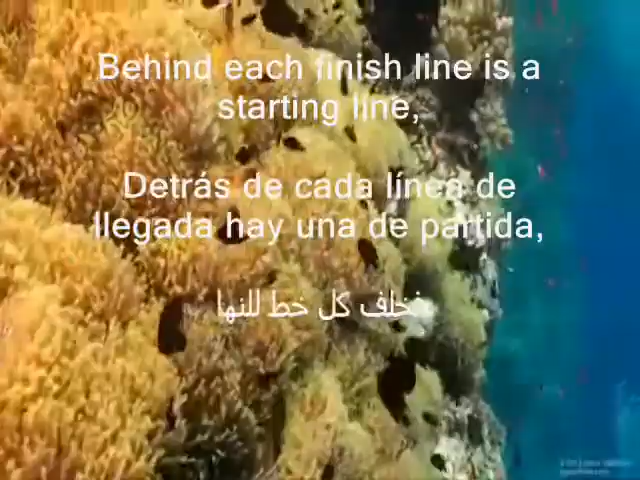 Behind each finish line is a
starting line,
Detrás de cada línea de
llegada hay una de partida,
فخلف كل خط للنها